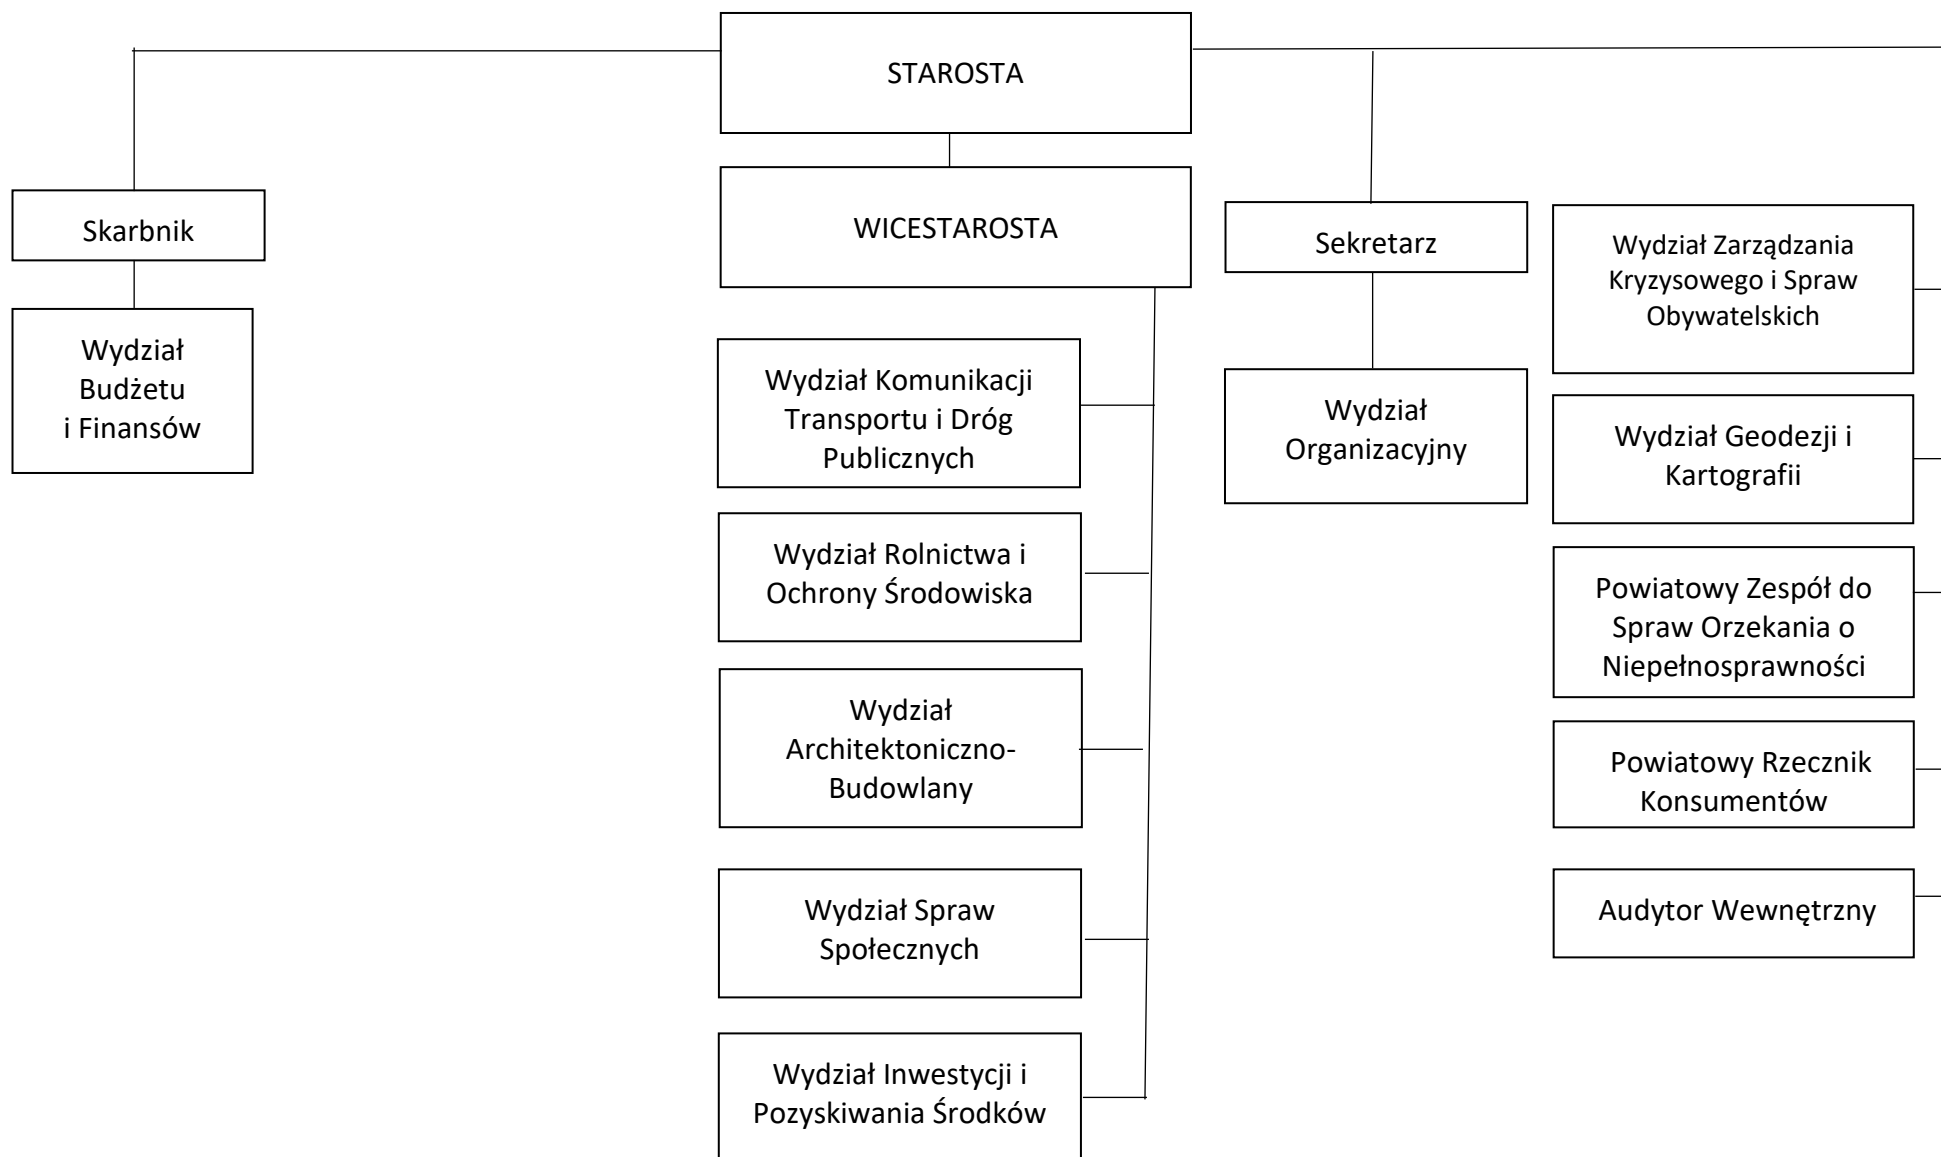 STAROSTA
WICESTAROSTA
Skarbnik
Wydział
Budżetu
i Finansów
Wydział Komunikacji
Transportu i Dróg
Publicznych
Wydział Rolnictwa i
Ochrony Środowiska
Wydział
Architektoniczno-
Budowlany
Wydział Spraw
Społecznych
Wydział Inwestycji i
Pozyskiwania Środków
Sekretarz
Wydział
Organizacyjny
Wydział Zarządzania
Kryzysowego i Spraw
Obywatelskich
Wydział Geodezji i
Kartografii
Powiatowy Zespół do
Spraw Orzekania o
Niepełnosprawności
Powiatowy Rzecznik
Konsumentów
Audytor Wewnętrzny